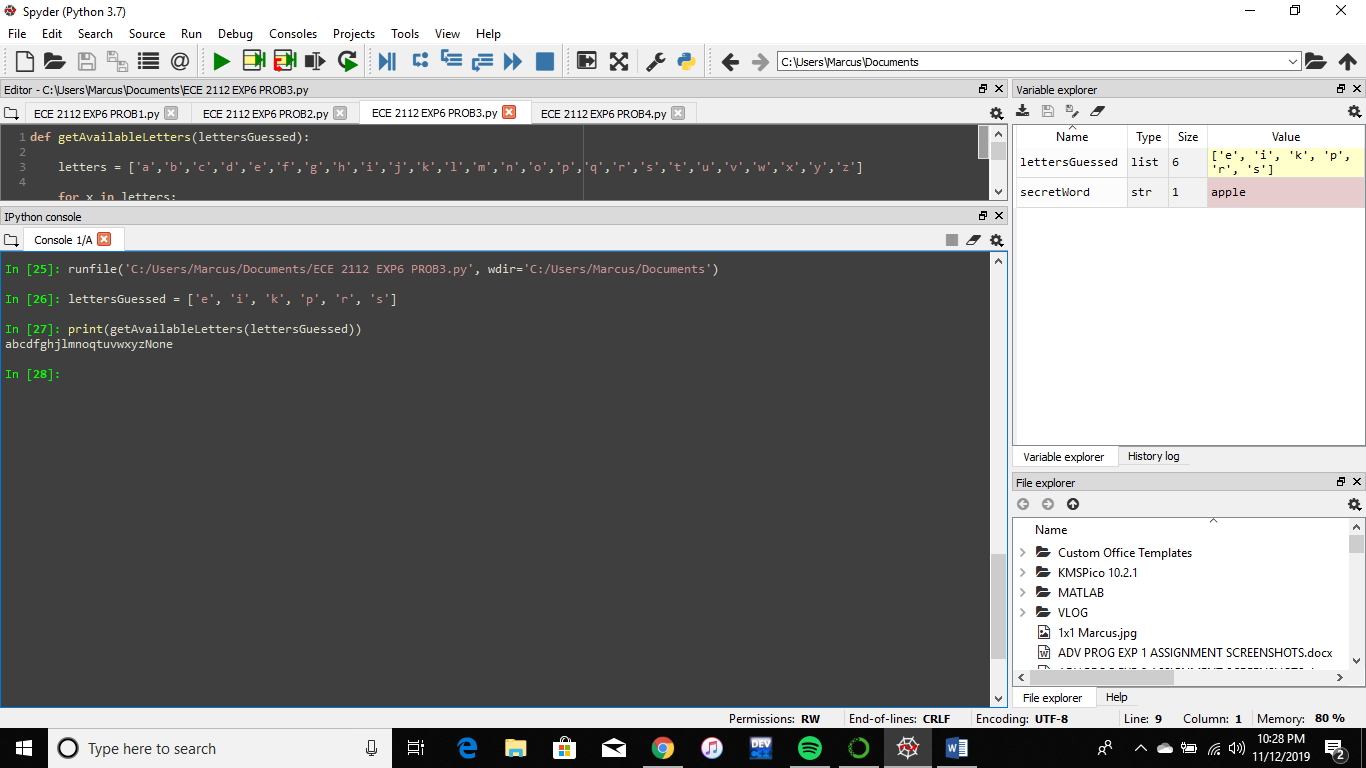 Spyder (Python 3.7)
File Edit Search Source Run Debug Consoles Projects Tools View Help
C:\Users\Marcus\Documents
Editor - C:\Users\Marcus\Documents\ECE 2112 EXP6 PROB3.py
ECE 2112 EXP6 PROB1.py ECE 2112 EXP6 PROB2.py ECE 2112 EXP6 PROB3.py ECE 2112 EXP6 PROB4.py
1 def getAvailableLetters(lettersGuessed):
2
3 letters = ['a','b','c','d','e','f','g','h','i','j','k','l','m','n','o','p','q','r','s','t','u','v','w','x','y','z']
4
for x in letters:
IPython console
Console 1/A
In [25]: runfile('C:/Users/Marcus/Documents/ECE 2112 EXP6 PROB3.py', wdir='C:/Users/Marcus/Documents')
In [26]: lettersGuessed = ['e', 'i', 'k', 'p', 'r', 's']
In [27]: print(getAvailableLetters(lettersGuessed))
abcdfghjlmnoqtuvwxyzNone
In [28]:
Variable explorer
Name Type Size Value
lettersGuessed list 6 ['e', 'i', 'k', 'p',
'r', 's']
secretWord str 1 apple
Variable explorer History log
File explorer
Name
Custom Office Templates
KMSPico 10.2.1
MATLAB
VLOG
1x1 Marcus.jpg
ADV PROG EXP 1 ASSIGNMENT SCREENSHOTS.docx
File explorer Help
Permissions: RW End-of-lines: CRLF Encoding: UTF-8 Line: 9 Column: 1 Memory: 80 %
Type here to search
DEV
10:28 PM
11/12/2019
2